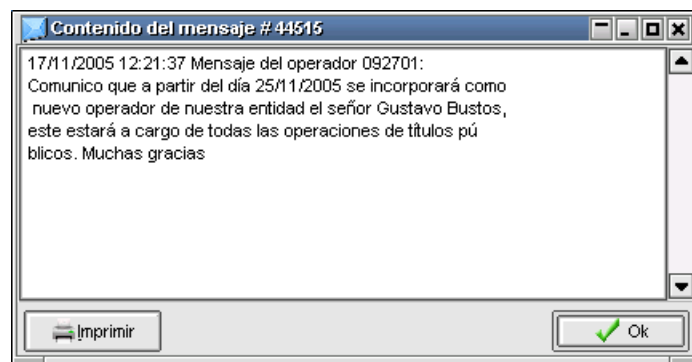 Contenido del mensaje # 44515
17/11/2005 12:21:37 Mensaje del operador 092701:
Comunico que a partir del día 25/11/2005 se incorporará como
nuevo operador de nuestra entidad el señor Gustavo Bustos,
este estará a cargo de todas las operaciones de títulos pú
blicos. Muchas gracias
Imprimir
Ok